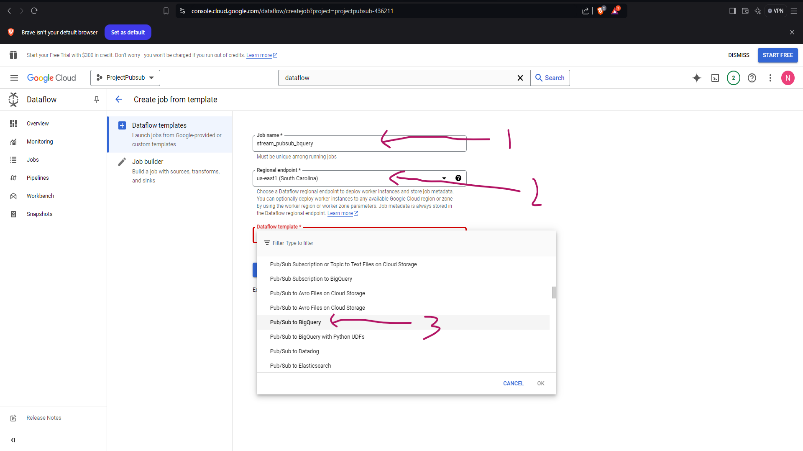 console.cloud.google.com/dataflow/createjob?project=projectpubsub-456211
VPN
Brave isn't your default browser
Set as default
Start your Free Trial with $300 in credit. Don't worry—you won't be charged if you run out of credits. Learn more
DISMISS
START FREE
Google Cloud
ProjectPubsub
dataflow
Search
2
N
Dataflow
Create job from template
Overview
Monitoring
Jobs
Pipelines
Workbench
Snapshots
Release Notes
Dataflow templates
Launch jobs from Google-provided or
custom templates.
Job builder
Build a job with sources, transforms,
and sinks
Job name *
stream_pubsub_bquery
1
Must be unique among running jobs
Regional endpoint *
us-east1 (South Carolina)
2
Choose a Dataflow regional endpoint to deploy worker instances and store job metadata.
You can optionally deploy worker instances to any available Google Cloud region or zone
by using the worker region or worker zone parameters. Job metadata is always stored in
the Dataflow regional endpoint. Learn more
Dataflow template *
Filter Type to filter
Pub/Sub Subscription or Topic to Text Files on Cloud Storage
Pub/Sub Subscription to BigQuery
Pub/Sub to Avro Files on Cloud Storage
Pub/Sub to Avro Files on Cloud Storage
Pub/Sub to BigQuery
3
Pub/Sub to BigQuery with Python UDFs
Pub/Sub to Datadog
Pub/Sub to Elasticsearch
CANCEL
OK